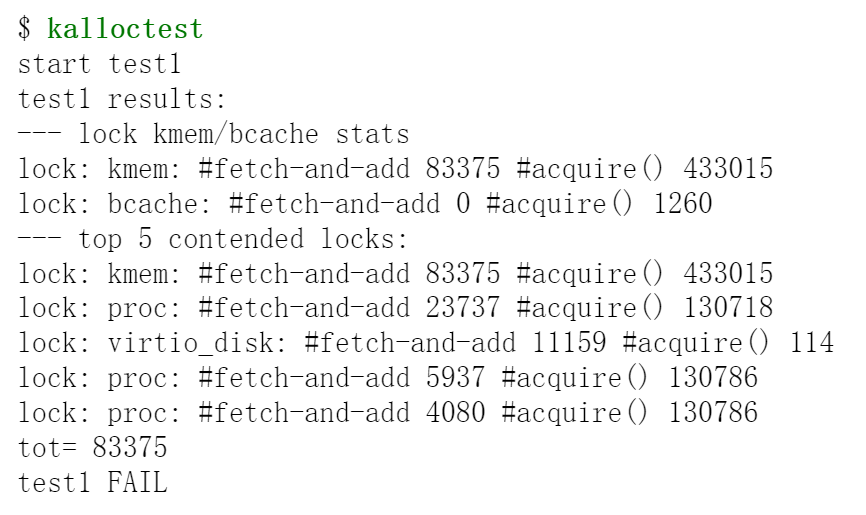 $ kalloctest
start test1
test1 results:
--- lock kmem/bcache stats
lock: kmem: #fetch-and-add 83375 #acquire() 433015
lock: bcache: #fetch-and-add 0 #acquire() 1260
--- top 5 contended locks:
lock: kmem: #fetch-and-add 83375 #acquire() 433015
lock: proc: #fetch-and-add 23737 #acquire() 130718
lock: virtio_disk: #fetch-and-add 11159 #acquire() 114
lock: proc: #fetch-and-add 5937 #acquire() 130786
lock: proc: #fetch-and-add 4080 #acquire() 130786
tot= 83375
test1 FAIL